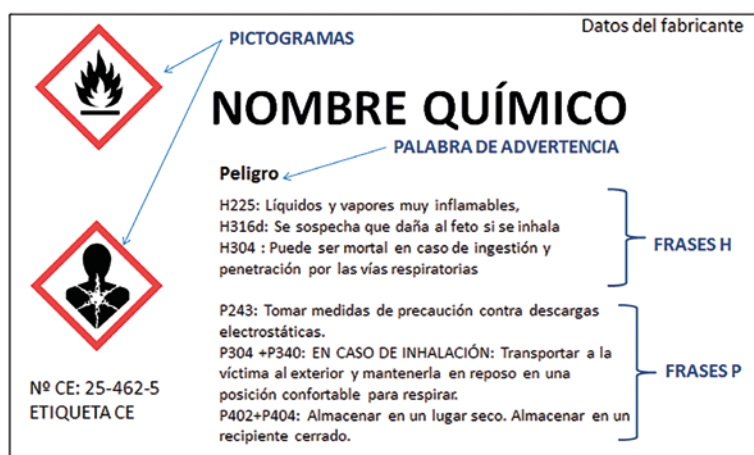 Datos del fabricante
PICTOGRAMAS
NOMBRE QUÍMICO
PALABRA DE ADVERTENCIA
Peligro
H225: Líquidos y vapores muy inflamables,
H316d: Se sospecha que daña al feto si se inhala
H304 : Puede ser mortal en caso de ingestión y
penetración por las vías respiratorias
FRASES H
P243: Tomar medidas de precaución contra descargas
electrostáticas.
P304 +P340: EN CASO DE INHALACIÓN: Transportar a la
víctima al exterior y mantenerla en reposo en una
posición confortable para respirar.
P402+P404: Almacenar en un lugar seco. Almacenar en un
recipiente cerrado.
FRASES P
Nº CE: 25-462-5
ETIQUETA CE